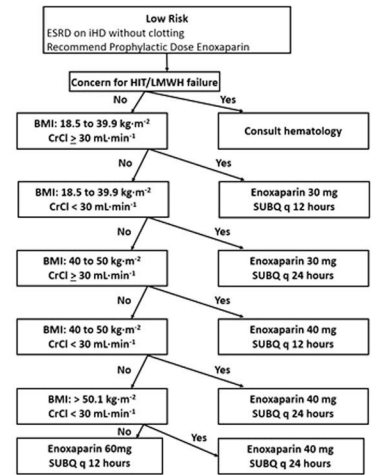 Low Risk
ESRD on iHD without clotting
Recommend Prophylactic Dose Enoxaparin
Concern for HIT/LMWH failure
No
Yes
BMI: 18.5 to 39.9 kg·m⁻²
CrCl ≥ 30 mL·min⁻¹
Consult hematology
No
Yes
BMI: 18.5 to 39.9 kg·m⁻²
CrCl < 30 mL·min⁻¹
Enoxaparin 30 mg
SUBQ q 12 hours
No
Yes
BMI: 40 to 50 kg·m⁻²
CrCl ≥ 30 mL·min⁻¹
Enoxaparin 30 mg
SUBQ q 24 hours
No
Yes
BMI: 40 to 50 kg·m⁻²
CrCl < 30 mL·min⁻¹
Enoxaparin 40 mg
SUBQ q 12 hours
No
Yes
BMI: > 50.1 kg·m⁻²
CrCl < 30 mL·min⁻¹
Enoxaparin 40 mg
SUBQ q 24 hours
No
Yes
Enoxaparin 60mg
SUBQ q 12 hours
Enoxaparin 40 mg
SUBQ q 24 hours